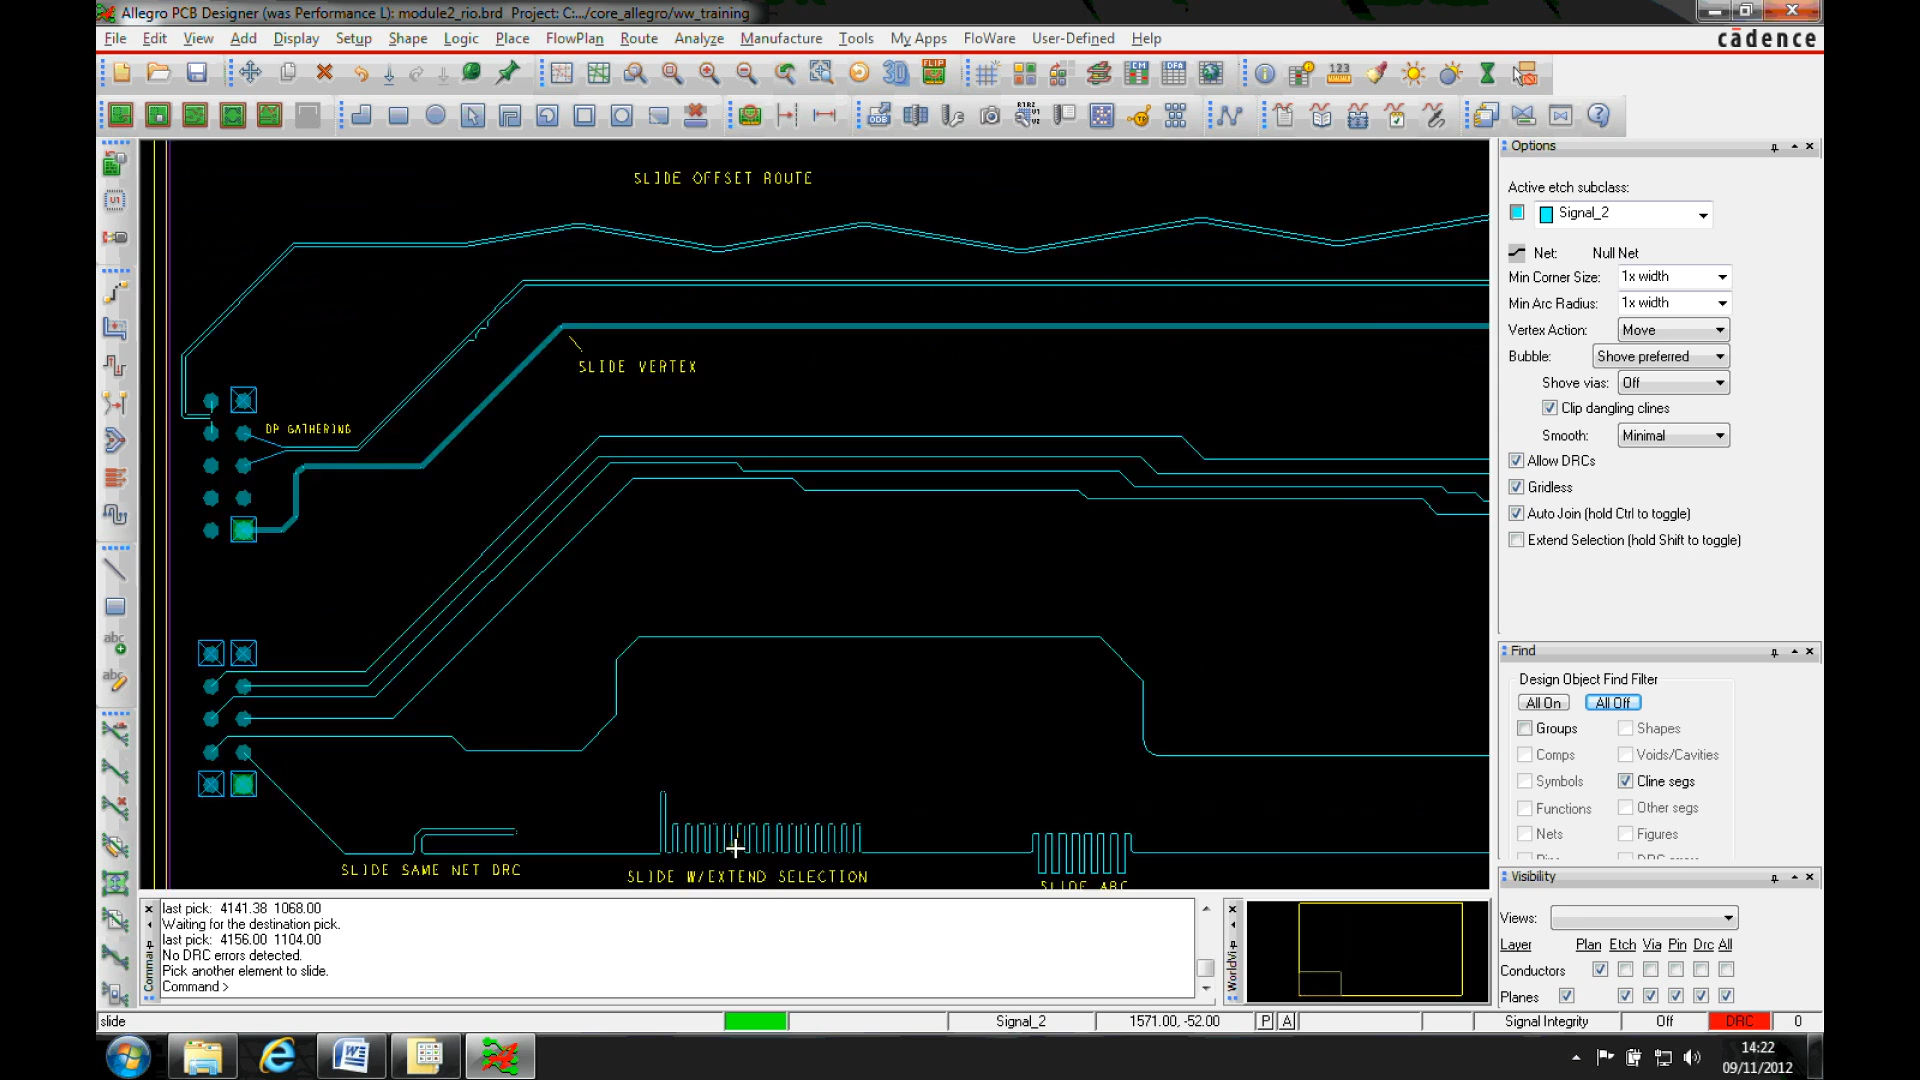 Allegro PCB Designer (was Performance L): module2_rio.brd  Project: C:.../core_allegro/ww_training
File Edit View Add Display Setup Shape Logic Place FlowPlan Route Analyze Manufacture Tools My Apps FloWare User-Defined Help
cādence
SLIDE OFFSET ROUTE
SLIDE VERTEX
DP GATHERING
SLIDE SAME NET DRC
SLIDE W/EXTEND SELECTION
SLIDE ARC
Options
Active etch subclass:
Signal_2
Net: Null Net
Min Corner Size: 1x width
Min Arc Radius: 1x width
Vertex Action: Move
Bubble: Shove preferred
Shove vias: Off
Clip dangling clines
Smooth: Minimal
Allow DRCs
Gridless
Auto Join (hold Ctrl to toggle)
Extend Selection (hold Shift to toggle)
Find
Design Object Find Filter
All On All Off
Groups Shapes
Comps Voids/Cavities
Symbols Cline segs
Functions Other segs
Nets Figures
Pins DRC errors
Visibility
Views:
Layer Plan Etch Via Pin Drc All
Conductors
Planes
last pick:  4141.38  1068.00
Waiting for the destination pick.
last pick:  4156.00  1104.00
No DRC errors detected.
Pick another element to slide.
Command >
WorldVi
slide Signal_2 1571.00, -52.00 P A Signal Integrity Off DRC 0
14:22
09/11/2012